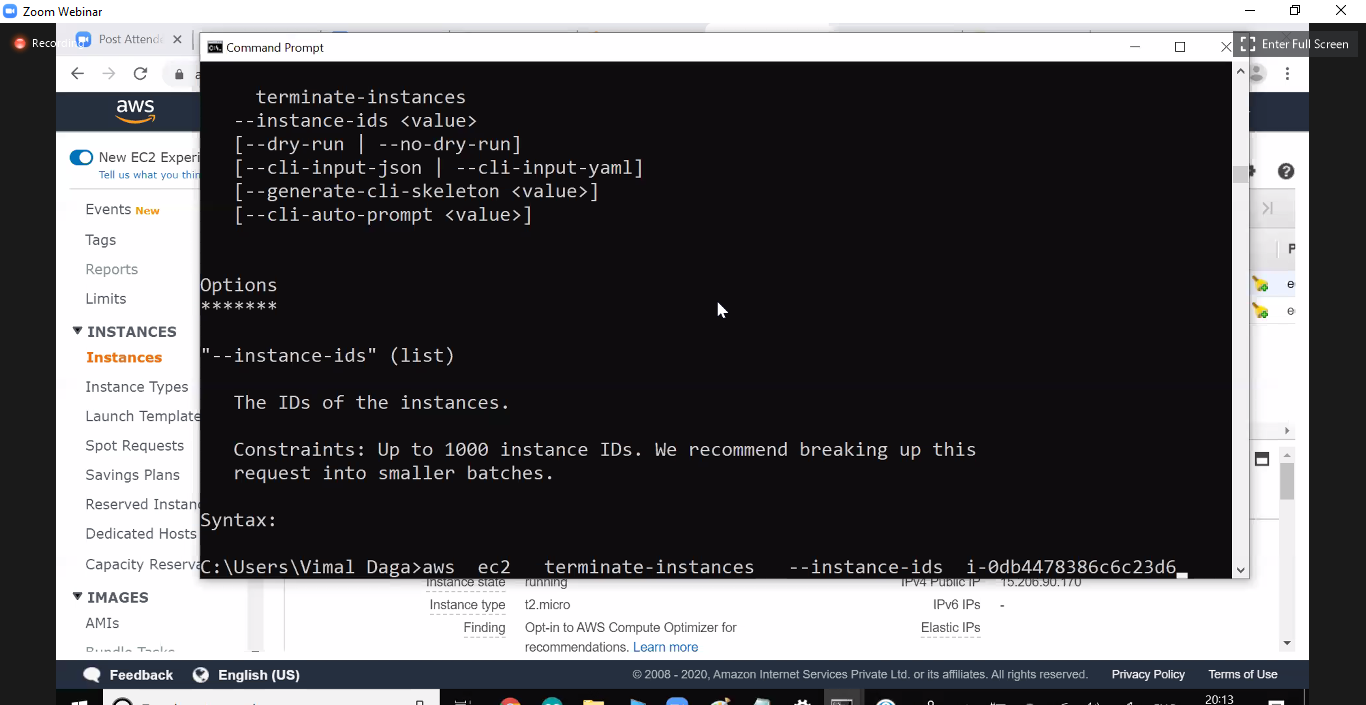 Zoom Webinar
Recording
Post Attend
Command Prompt
Enter Full Screen
aws
New EC2 Experi
Tell us what you thin
Events New
Tags
Reports
Limits
INSTANCES
Instances
Instance Types
Launch Template
Spot Requests
Savings Plans
Reserved Instan
Dedicated Hosts
Capacity Reserva
IMAGES
AMIs
terminate-instances
--instance-ids <value>
[--dry-run | --no-dry-run]
[--cli-input-json | --cli-input-yaml]
[--generate-cli-skeleton <value>]
[--cli-auto-prompt <value>]
Options
*******
"--instance-ids" (list)
The IDs of the instances.
Constraints: Up to 1000 instance IDs. We recommend breaking up this
request into smaller batches.
Syntax:
C:\Users\Vimal Daga>aws ec2 terminate-instances --instance-ids i-0db4478386c6c23d6
Instance state running IPv4 Public IP 15.206.90.170
Instance type t2.micro IPv6 IPs -
Finding Opt-in to AWS Compute Optimizer for Elastic IPs
recommendations. Learn more
Feedback English (US) © 2008 - 2020, Amazon Internet Services Private Ltd. or its affiliates. All rights reserved. Privacy Policy Terms of Use
20:13